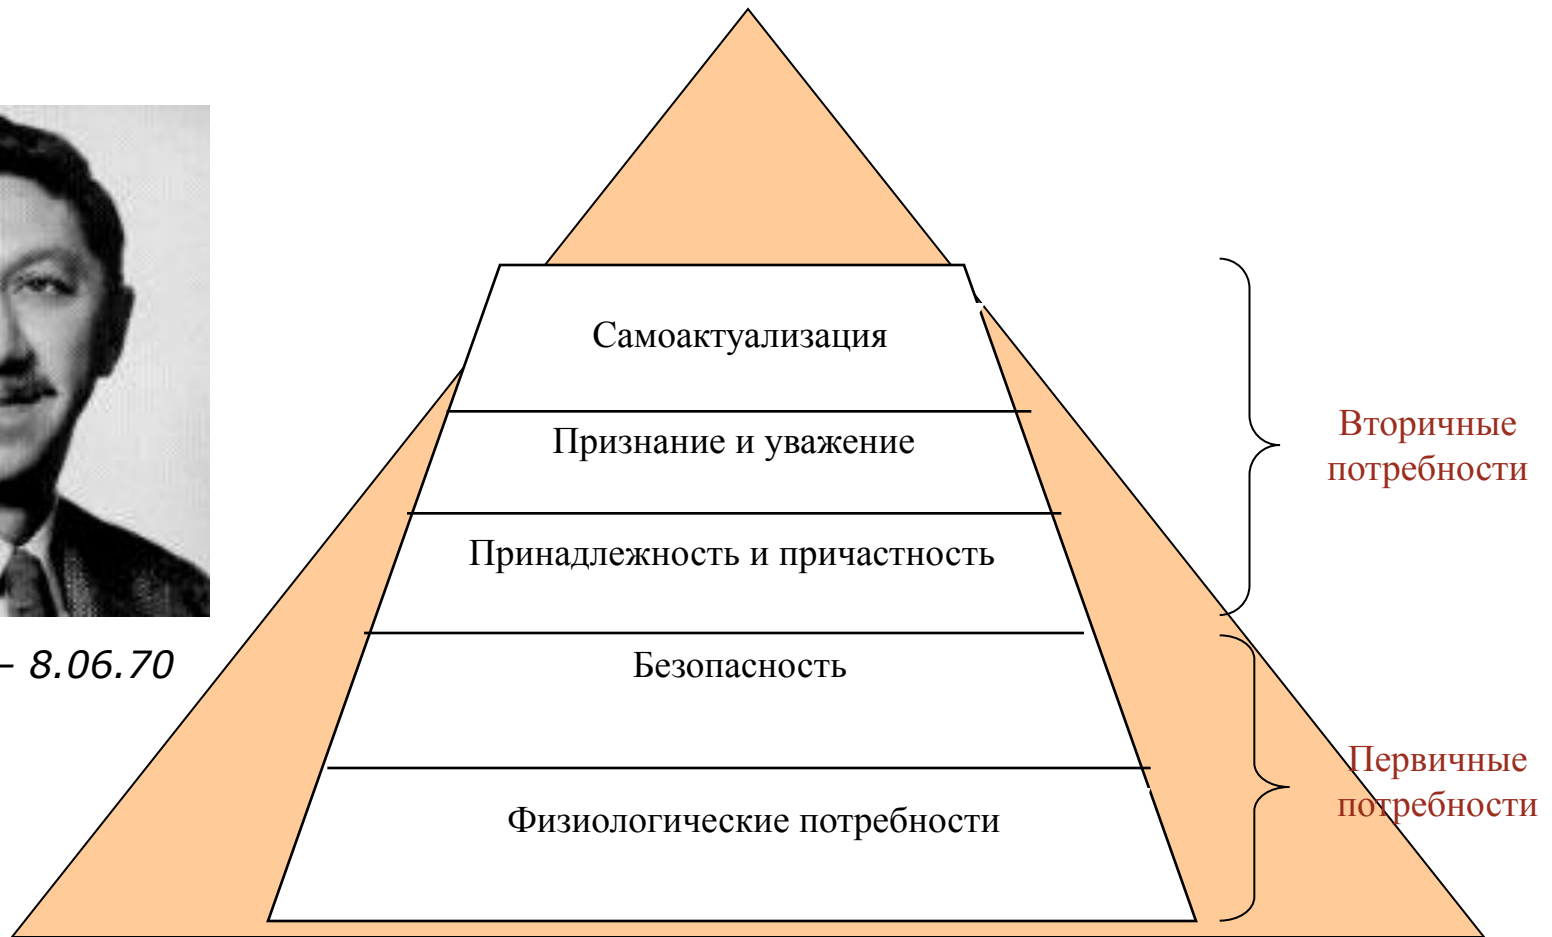 Самоактуализация
Признание и уважение
Принадлежность и причастность
Безопасность
Физиологические потребности
Вторичные
потребности
Первичные
потребности
– 8.06.70